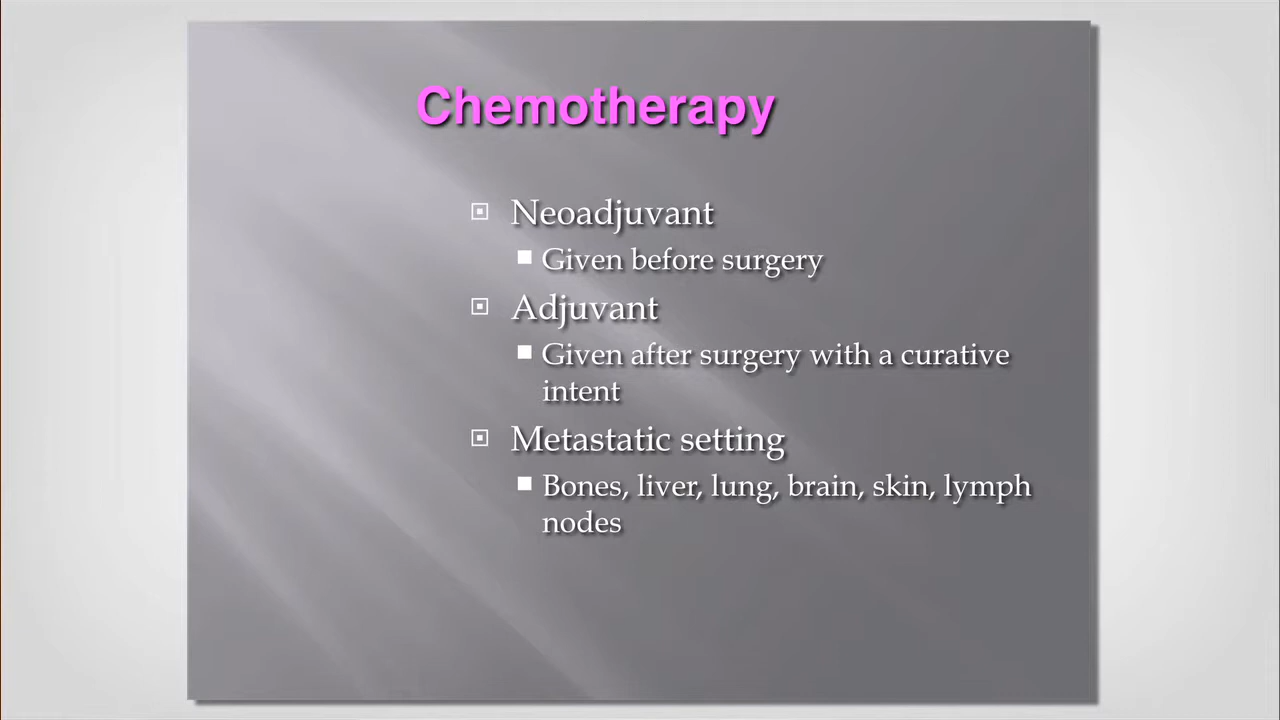 Chemotherapy
Neoadjuvant
Given before surgery
Adjuvant
Given after surgery with a curative
intent
Metastatic setting
Bones, liver, lung, brain, skin, lymph
nodes